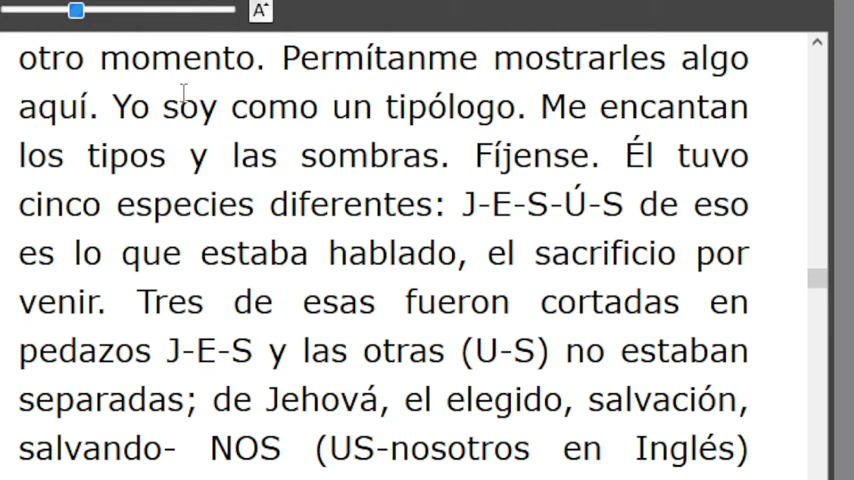 A
otro momento. Permítanme mostrarles algo
aquí. Yo soy como un tipólogo. Me encantan
los tipos y las sombras. Fíjense. Él tuvo
cinco especies diferentes: J-E-S-Ú-S de eso
es lo que estaba hablado, el sacrificio por
venir. Tres de esas fueron cortadas en
pedazos J-E-S y las otras (U-S) no estaban
separadas; de Jehová, el elegido, salvación,
salvando- NOS (US-nosotros en Inglés)